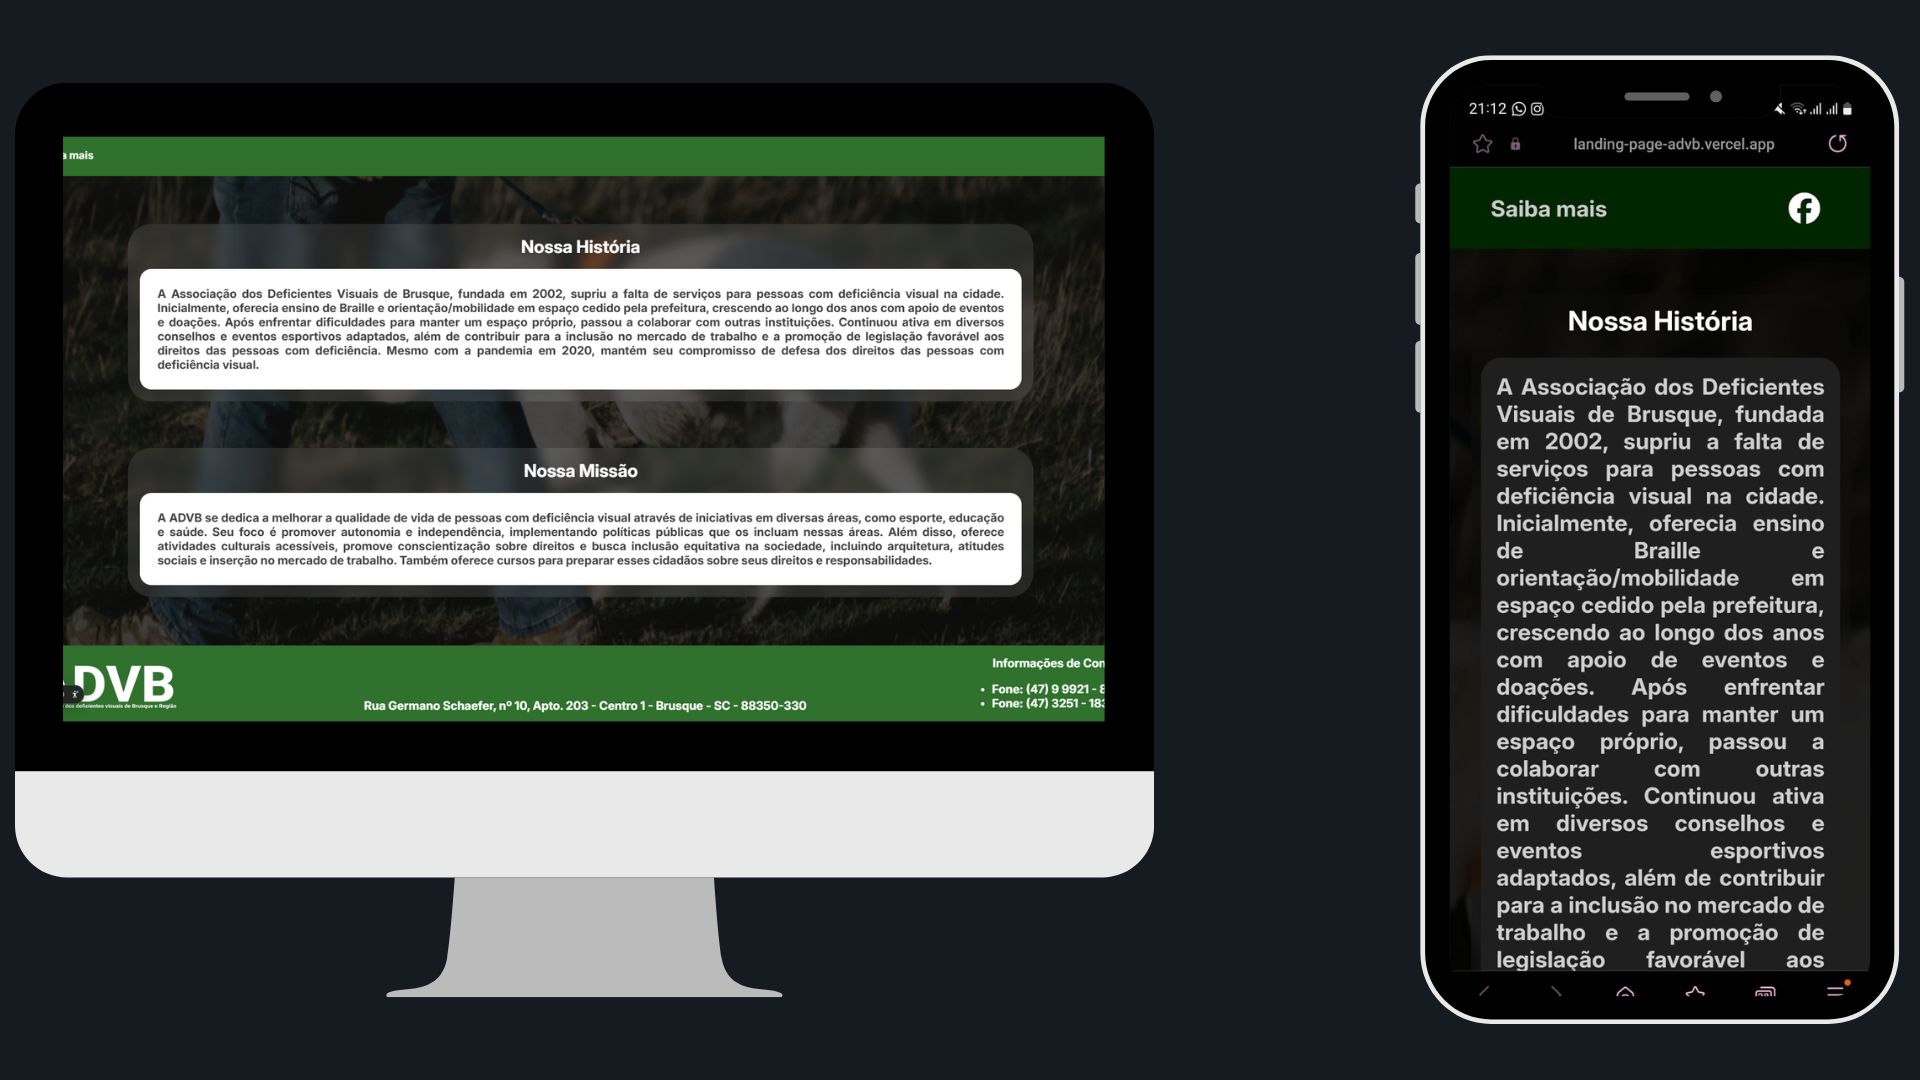 a mais
Nossa História
A Associação dos Deficientes Visuais de Brusque, fundada em 2002, supriu a falta de serviços para pessoas com deficiência visual na cidade.
Inicialmente, oferecia ensino de Braille e orientação/mobilidade em espaço cedido pela prefeitura, crescendo ao longo dos anos com apoio de eventos
e doações. Após enfrentar dificuldades para manter um espaço próprio, passou a colaborar com outras instituições. Continuou ativa em diversos
conselhos e eventos esportivos adaptados, além de contribuir para a inclusão no mercado de trabalho e a promoção de legislação favorável aos
direitos das pessoas com deficiência. Mesmo com a pandemia em 2020, mantém seu compromisso de defesa dos direitos das pessoas com
deficiência visual.
Nossa Missão
A ADVB se dedica a melhorar a qualidade de vida de pessoas com deficiência visual através de iniciativas em diversas áreas, como esporte, educação
e saúde. Seu foco é promover autonomia e independência, implementando políticas públicas que os incluam nessas áreas. Além disso, oferece
atividades culturais acessíveis, promove conscientização sobre direitos e busca inclusão equitativa na sociedade, incluindo arquitetura, atitudes
sociais e inserção no mercado de trabalho. Também oferece cursos para preparar esses cidadãos sobre seus direitos e responsabilidades.
DVB
dos deficientes visuais de Brusque e Região
Rua Germano Schaefer, nº 10, Apto. 203 - Centro 1 - Brusque - SC - 88350-330
Informações de Con
• Fone: (47) 9 9921 - 8
• Fone: (47) 3251 - 183
21:12
landing-page-advb.vercel.app
Saiba mais
Nossa História
A Associação dos Deficientes
Visuais de Brusque, fundada
em 2002, supriu a falta de
serviços para pessoas com
deficiência visual na cidade.
Inicialmente, oferecia ensino
de Braille e
orientação/mobilidade em
espaço cedido pela prefeitura,
crescendo ao longo dos anos
com apoio de eventos e
doações. Após enfrentar
dificuldades para manter um
espaço próprio, passou a
colaborar com outras
instituições. Continuou ativa
em diversos conselhos e
eventos esportivos
adaptados, além de contribuir
para a inclusão no mercado de
trabalho e a promoção de
legislação favorável aos